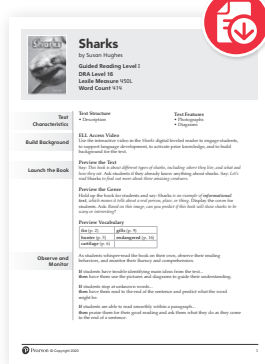 Sharks
Sharks
by Susan Hughes
Guided Reading Level I
DRA Level 16
Lexile Measure 450L
Word Count 414
Text Characteristics
Text Structure
• Description
Text Features
• Photographs
• Diagrams
Build Background
ELL Access Video
Use the interactive video in the Sharks digital leveled reader to engage students,
to support language development, to activate prior knowledge, and to build
background for the text.
Launch the Book
Preview the Text
Say: This book is about different types of sharks, including where they live, and what and
how they eat. Ask students if they already know anything about sharks. Say: Let's
read Sharks to find out more about these amazing creatures.
Preview the Genre
Hold up the book for students and say: Sharks is an example of informational
text, which means it tells about a real person, place, or thing. Display the cover for
students. Ask: Based on this image, can you predict if this book will show sharks to be
scary or interesting?
Preview Vocabulary
fin (p. 2)
gills (p. 9)
hunter (p. 5)
endangered (p. 16)
cartilage (p. 6)
Observe and Monitor
As students whisper-read the book on their own, observe their reading
behaviors, and monitor their fluency and comprehension.
If students have trouble identifying main ideas from the text...
then have them use the pictures and diagrams to guide their understanding.
If students stop at unknown words...
then have them read to the end of the sentence and predict what the word
might be.
If students are able to read smoothly within a paragraph...
then praise them for their good reading and ask them what they do as they come
to the end of a sentence.
Pearson © Copyright 2020
1